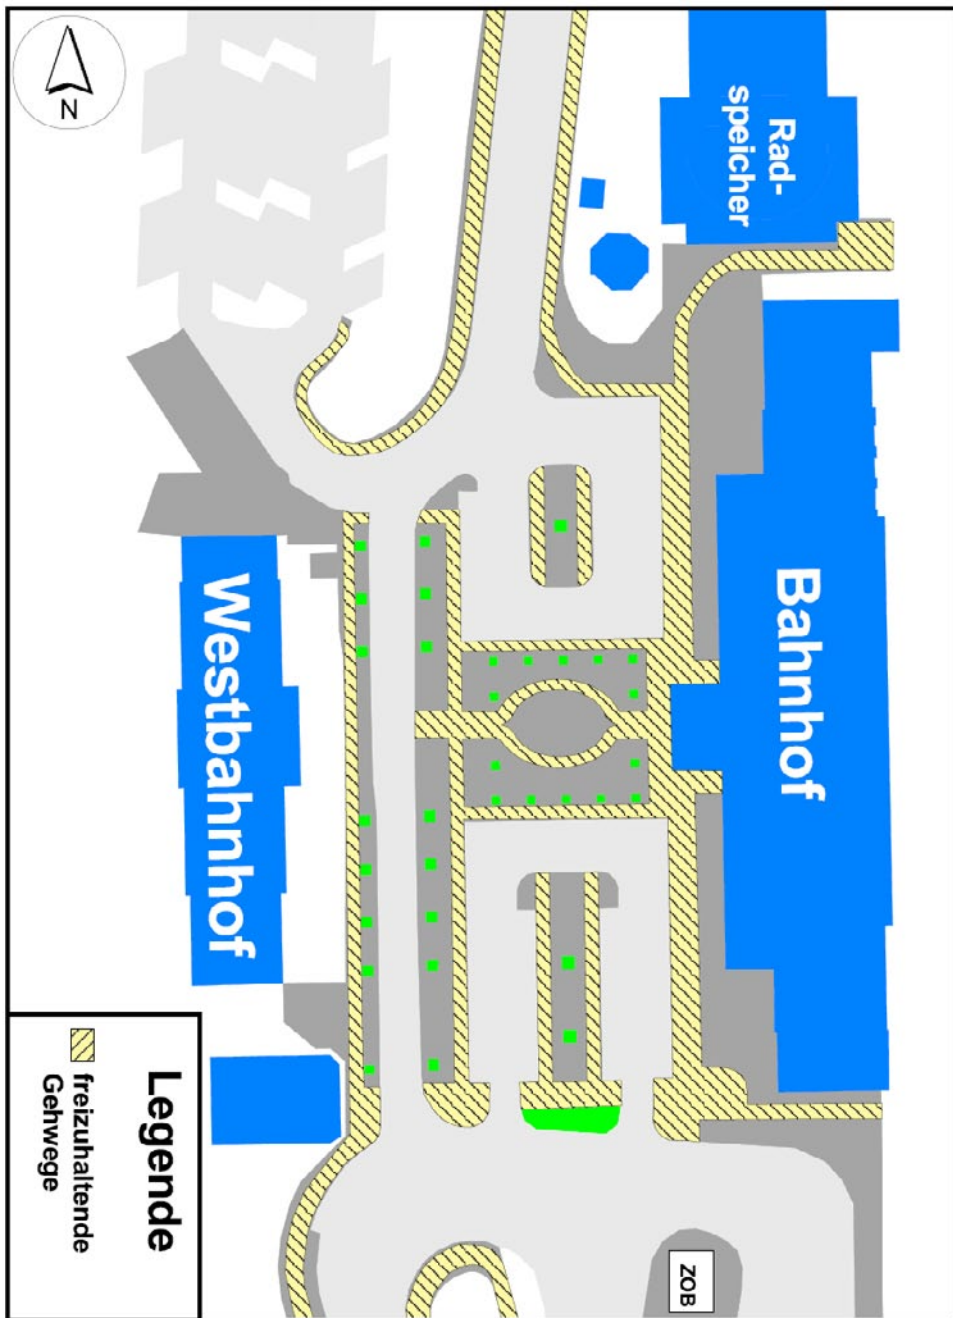 N
Rad-
speicher
Bahnhof
Westbahnhof
ZOB
Legende
freizuhaltende
Gehwege